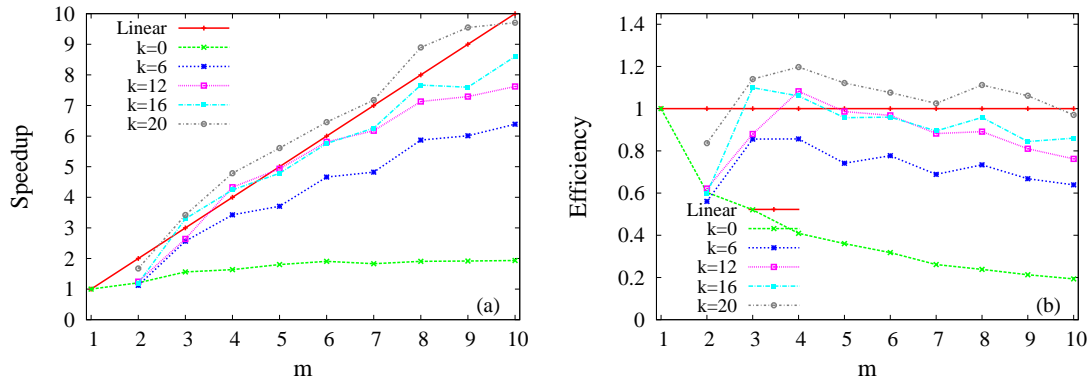 10
9
8
7
6
5
4
3
2
1
0
Speedup
Linear
k=0
k=6
k=12
k=16
k=20
(a)
1 2 3 4 5 6 7 8 9 10
m
1.4
1.2
1
0.8
0.6
0.4
0.2
0
Efficiency
Linear
k=0
k=6
k=12
k=16
k=20
(b)
1 2 3 4 5 6 7 8 9 10
m